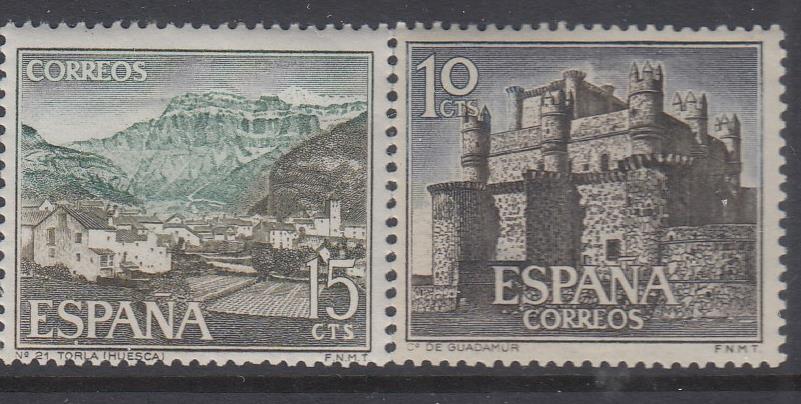 CORREOS
15
CTS
ESPAÑA
Nº 21 TORLA (HUESCA) F.N.M.T.
10
CTS
ESPAÑA
CORREOS
Cº DE GUADAMUR F.N.M.T.